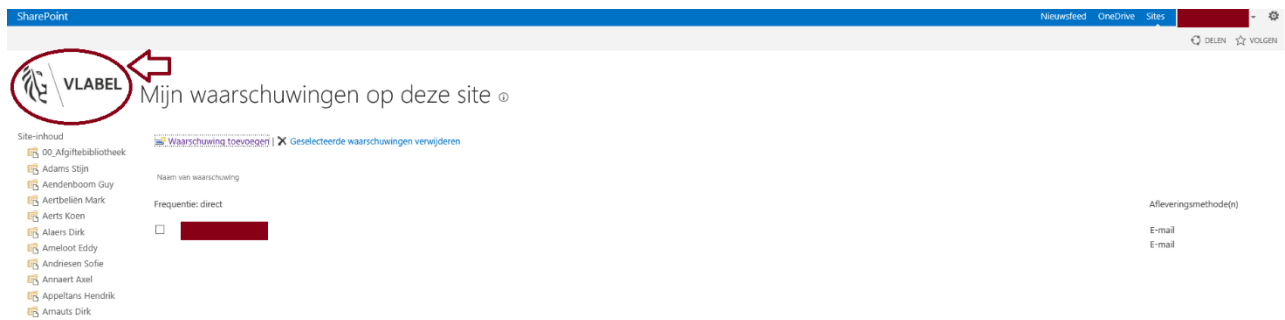 SharePoint Nieuwsfeed OneDrive Sites
DELEN VOLGEN
VLABEL
Mijn waarschuwingen op deze site
Site-inhoud
Waarschuwing toevoegen | Geselecteerde waarschuwingen verwijderen
00_Afgiftebibliotheek
Adams Stijn
Naam van waarschuwing
Aendenboom Guy
Aertbeliën Mark
Frequentie: direct Afleveringsmethode(n)
Aerts Koen
Alaers Dirk
E-mail
Ameloot Eddy
E-mail
Andriesen Sofie
Annaert Axel
Appeltans Hendrik
Arnauts Dirk